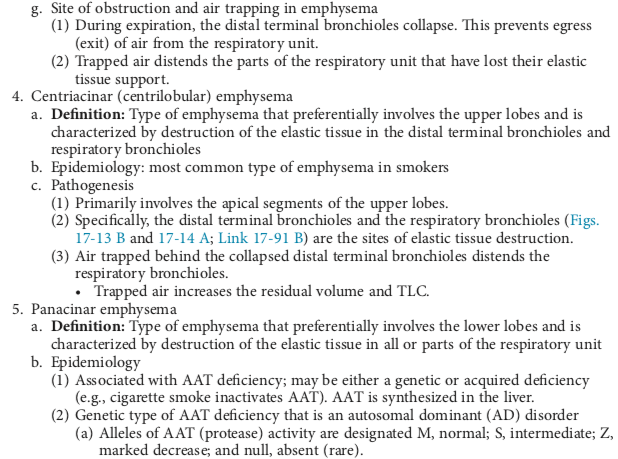 g. Site of obstruction and air trapping in emphysema
(1) During expiration, the distal terminal bronchioles collapse. This prevents egress
(exit) of air from the respiratory unit.
(2) Trapped air distends the parts of the respiratory unit that have lost their elastic
tissue support.
4. Centriacinar (centrilobular) emphysema
a. Definition: Type of emphysema that preferentially involves the upper lobes and is
characterized by destruction of the elastic tissue in the distal terminal bronchioles and
respiratory bronchioles
b. Epidemiology: most common type of emphysema in smokers
c. Pathogenesis
(1) Primarily involves the apical segments of the upper lobes.
(2) Specifically, the distal terminal bronchioles and the respiratory bronchioles (Figs.
17-13 B and 17-14 A; Link 17-91 B) are the sites of elastic tissue destruction.
(3) Air trapped behind the collapsed distal terminal bronchioles distends the
respiratory bronchioles.
• Trapped air increases the residual volume and TLC.
5. Panacinar emphysema
a. Definition: Type of emphysema that preferentially involves the lower lobes and is
characterized by destruction of the elastic tissue in all or parts of the respiratory unit
b. Epidemiology
(1) Associated with AAT deficiency; may be either a genetic or acquired deficiency
(e.g., cigarette smoke inactivates AAT). AAT is synthesized in the liver.
(2) Genetic type of AAT deficiency that is an autosomal dominant (AD) disorder
(a) Alleles of AAT (protease) activity are designated M, normal; S, intermediate; Z,
marked decrease; and null, absent (rare).